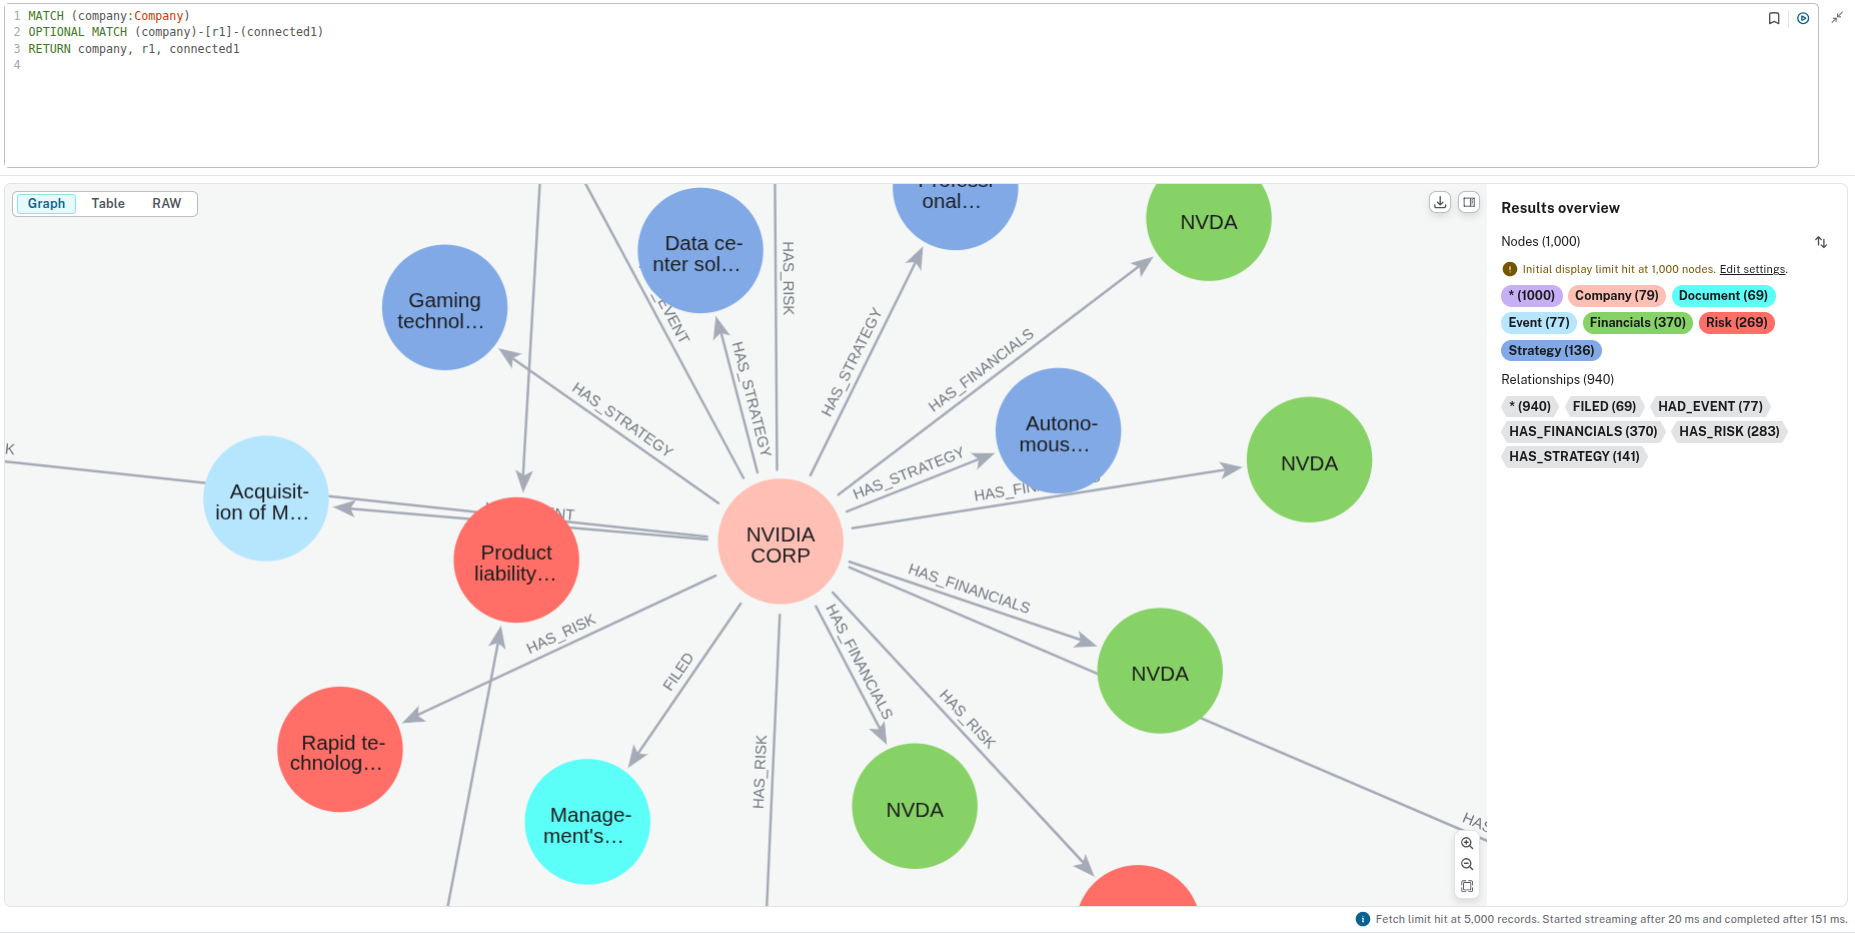 1 MATCH (company:Company)
2 OPTIONAL MATCH (company)-[r1]-(connected1)
3 RETURN company, r1, connected1
4
Graph Table RAW
Results overview
Nodes (1,000)
Initial display limit hit at 1,000 nodes. Edit settings.
* (1000) Company (79) Document (69)
Event (77) Financials (370) Risk (269)
Strategy (136)
Relationships (940)
* (940) FILED (69) HAD_EVENT (77)
HAS_FINANCIALS (370) HAS_RISK (283)
HAS_STRATEGY (141)
onal...
NVDA
Data ce-
nter sol...
HAS_RISK
Gaming
technol...
_EVENT
HAS_STRATEGY
HAS_STRATEGY
HAS_STRATEGY
HAS_FINANCIALS
Autono-
mous...
HAS_STRATEGY
HAS_FIN
NVDA
K
Acquisit-
ion of M...
NT
Product
liability...
NVIDIA
CORP
HAS_FINANCIALS
HAS_RISK
FILED
HAS_FINANCIALS
HAS_RISK
NVDA
Rapid te-
chnolog...
HAS_RISK
Manage-
ment's...
NVDA
HAS
Fetch limit hit at 5,000 records. Started streaming after 20 ms and completed after 151 ms.